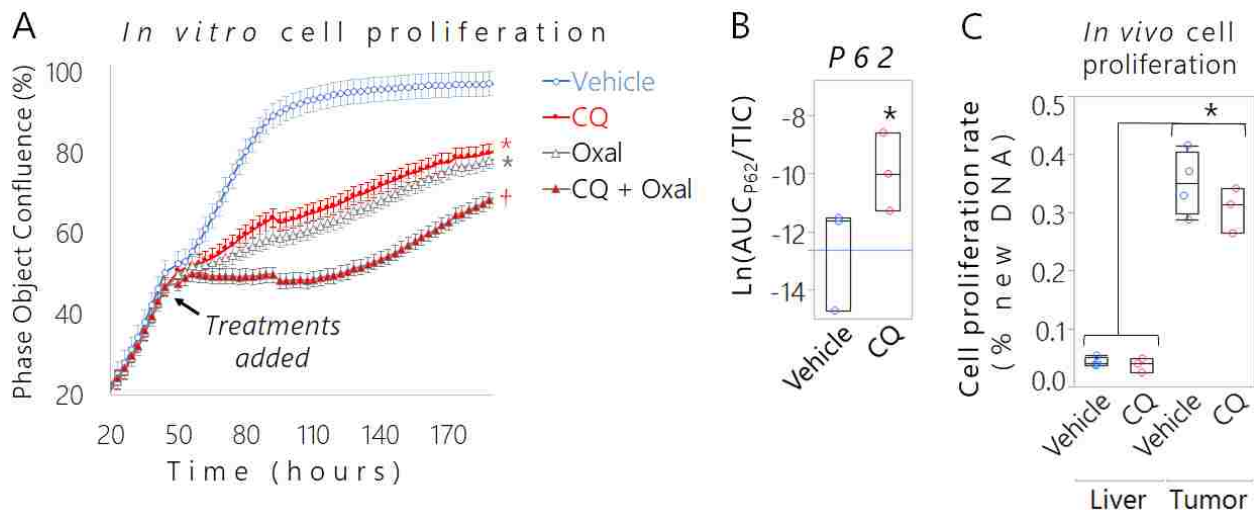 A
In vitro cell proliferation
Phase Object Confluence (%)
100
80
60
40
20
20 50 80 110 140 170
Time (hours)
Treatments
added
Vehicle
CQ *
Oxal *
CQ + Oxal †
B
P62
*
Ln(AUCP62/TIC)
-8
-10
-12
-14
Vehicle CQ
C
In vivo cell
proliferation
*
Cell proliferation rate
(% new DNA)
0.5
0.4
0.3
0.2
0.1
0.0
Vehicle CQ Vehicle CQ
Liver Tumor